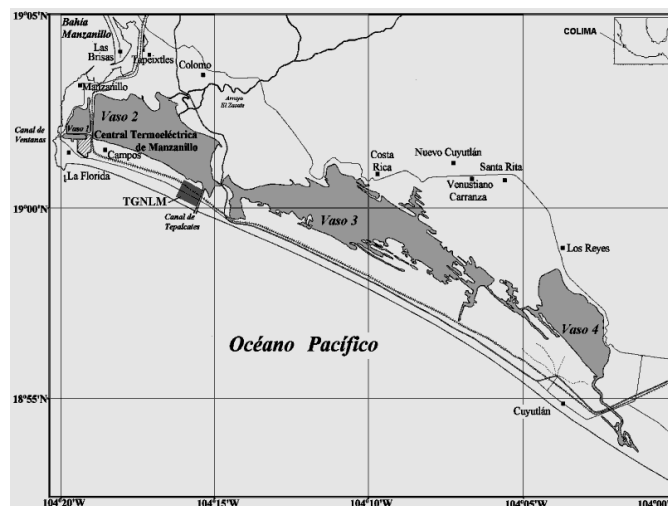 19°05'N
Bahía
Manzanillo
Las
Brisas
Tapeixtles
Colomo
COLIMA
Manzanillo
Arroyo
El Zacate
Canal de
Ventanas
Vaso 1
Vaso 2
Central Termoeléctrica
de Manzanillo
Campos
La Florida
Costa
Rica
Nuevo Cuyutlán
Santa Rita
Venustiano
Carranza
19°00'N
TGNLM
Canal de
Tepalcates
Vaso 3
Los Reyes
Océano Pacífico
Vaso 4
18°55'N
Cuyutlán
104°20'W
104°15'W
104°10'W
104°05'W
104°00'W